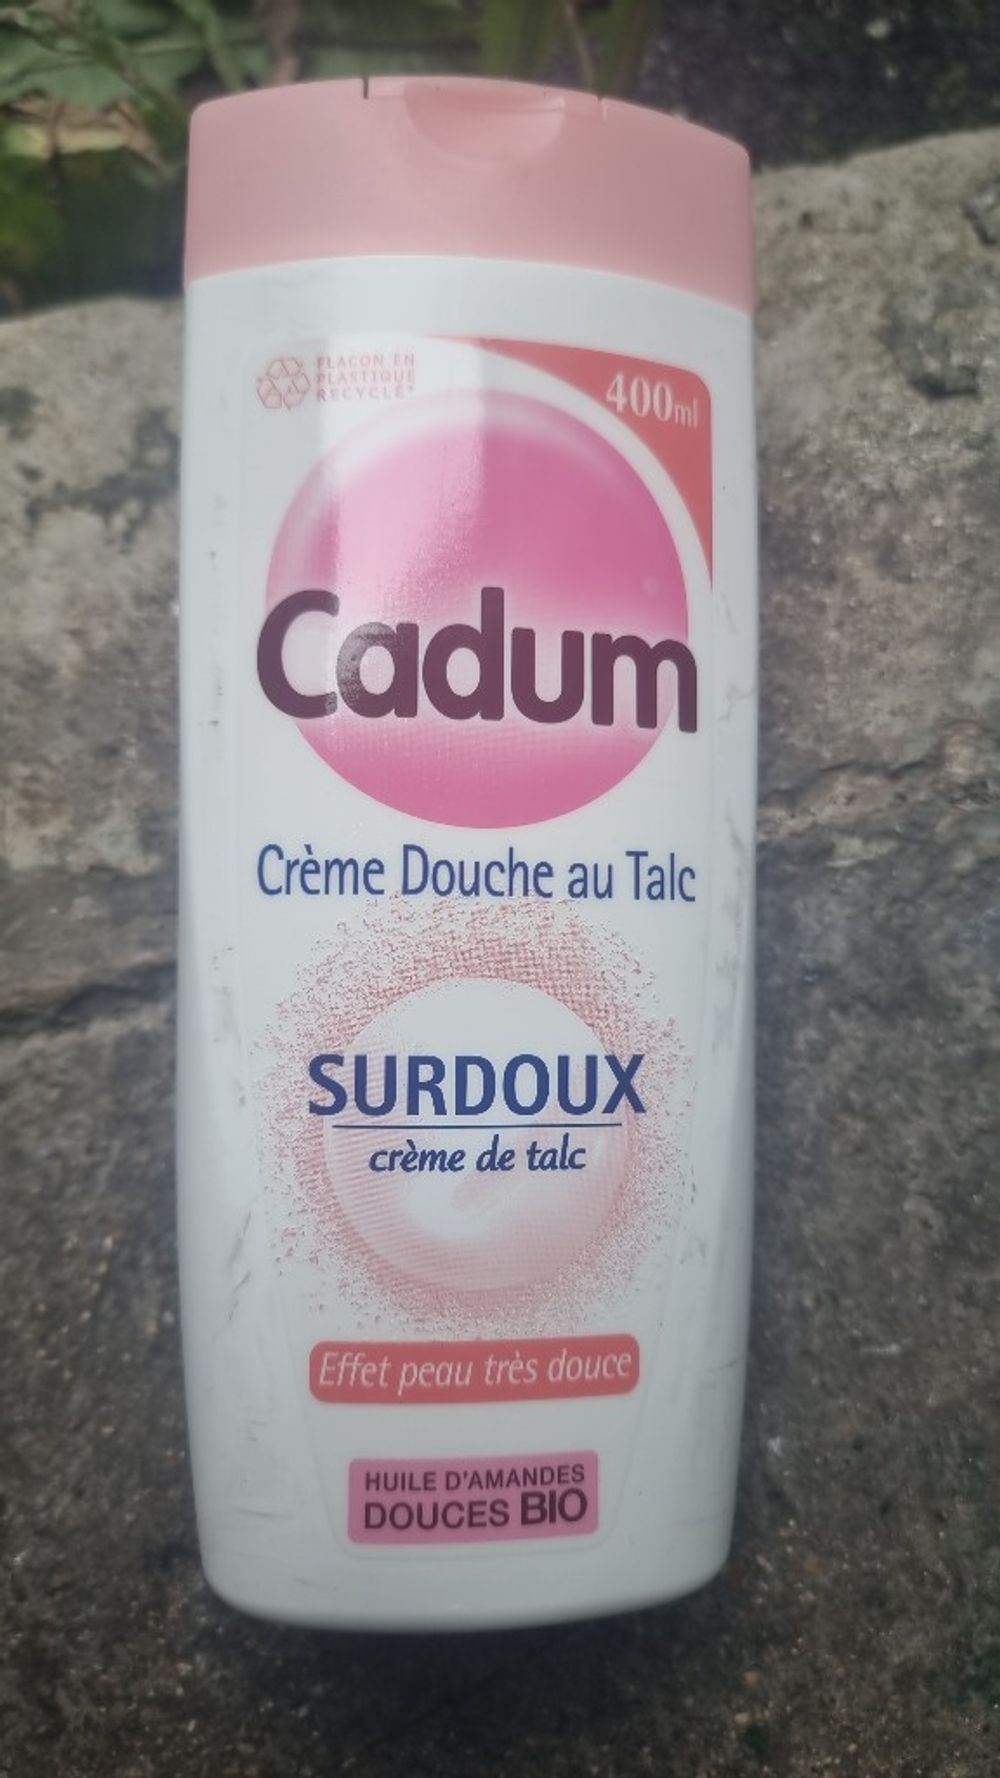 FLACON EN
PLASTIQUE
RECYCLÉ*
400ml
Cadum
Crème Douche au Talc
SURDOUX
crème de talc
Effet peau très douce
HUILE D'AMANDES
DOUCES BIO